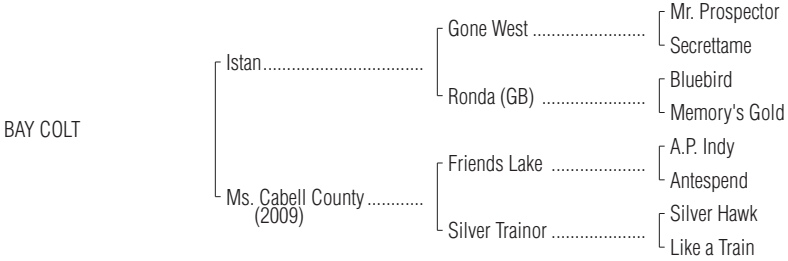 Mr. Prospector
Gone West ........................
Secrettame
Istan.................................
Bluebird
Ronda (GB) ......................
Memory's Gold
BAY COLT
A.P. Indy
Friends Lake ....................
Antespend
Ms. Cabell County ............
(2009)
Silver Hawk
Silver Trainor ....................
Like a Train